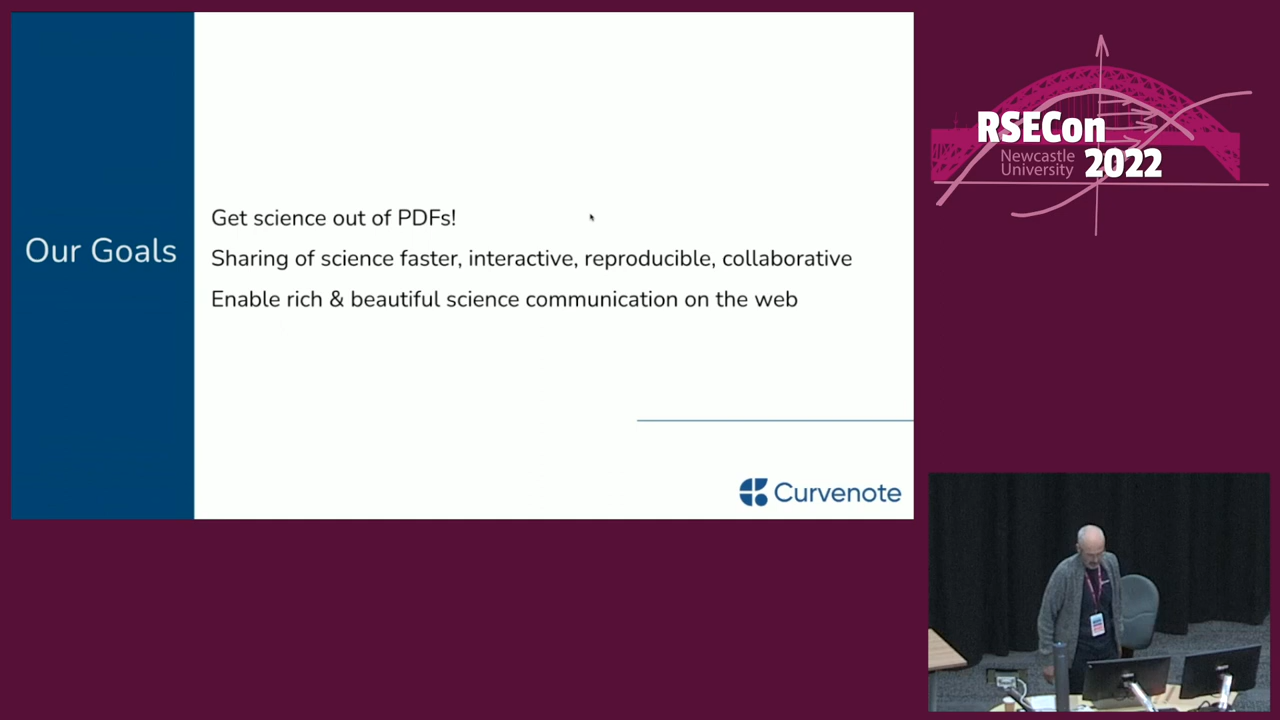 Our Goals
Get science out of PDFs!
Sharing of science faster, interactive, reproducible, collaborative
Enable rich & beautiful science communication on the web
Curvenote
RSECon
Newcastle
University
2022